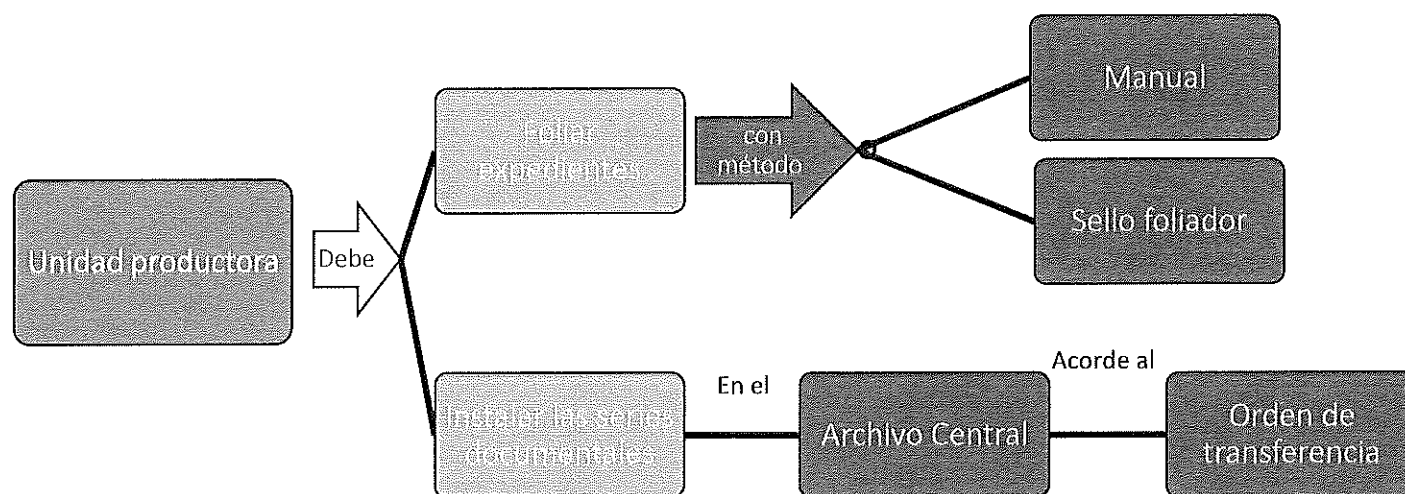 Unidad productora
Debe
Foliar
expedientes
con
método
Manual
Sello foliador
Instalar las series
documentales
En el
Archivo Central
Acorde al
Orden de
transferencia